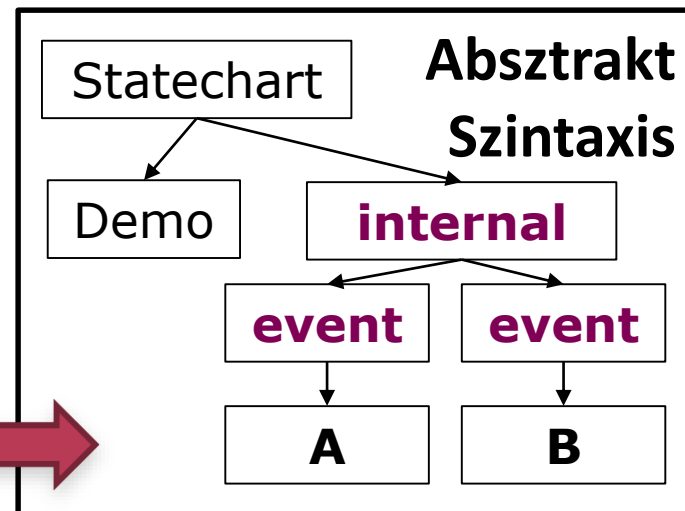 Absztrakt
Szintaxis
Statechart
Demo
internal
event
event
A
B